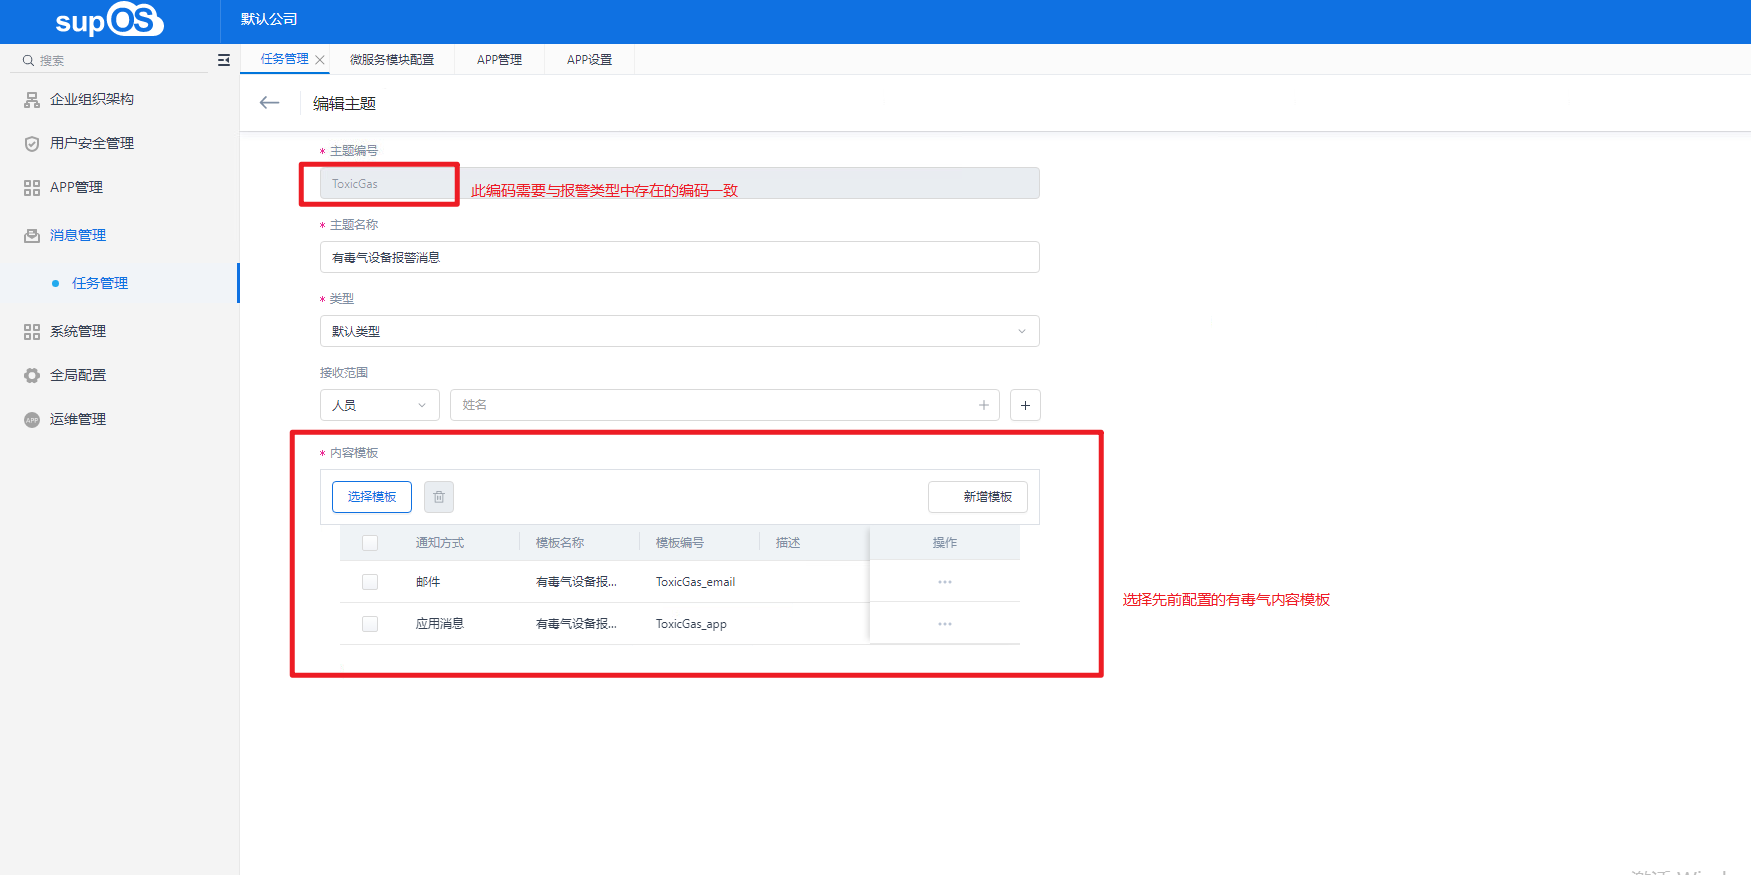 supOS
默认公司
搜索
任务管理
微服务模块配置
APP管理
APP设置
企业组织架构
用户安全管理
APP管理
消息管理
任务管理
系统管理
全局配置
APP
运维管理
编辑主题
* 主题编号
ToxicGas
此编码需要与报警类型中存在的编码一致
* 主题名称
有毒气设备报警消息
* 类型
默认类型
接收范围
人员
姓名
* 内容模板
选择模板
新增模板
通知方式 模板名称 模板编号 描述 操作
邮件 有毒气设备报... ToxicGas_email ···
应用消息 有毒气设备报... ToxicGas_app ···
选择先前配置的有毒气内容模板